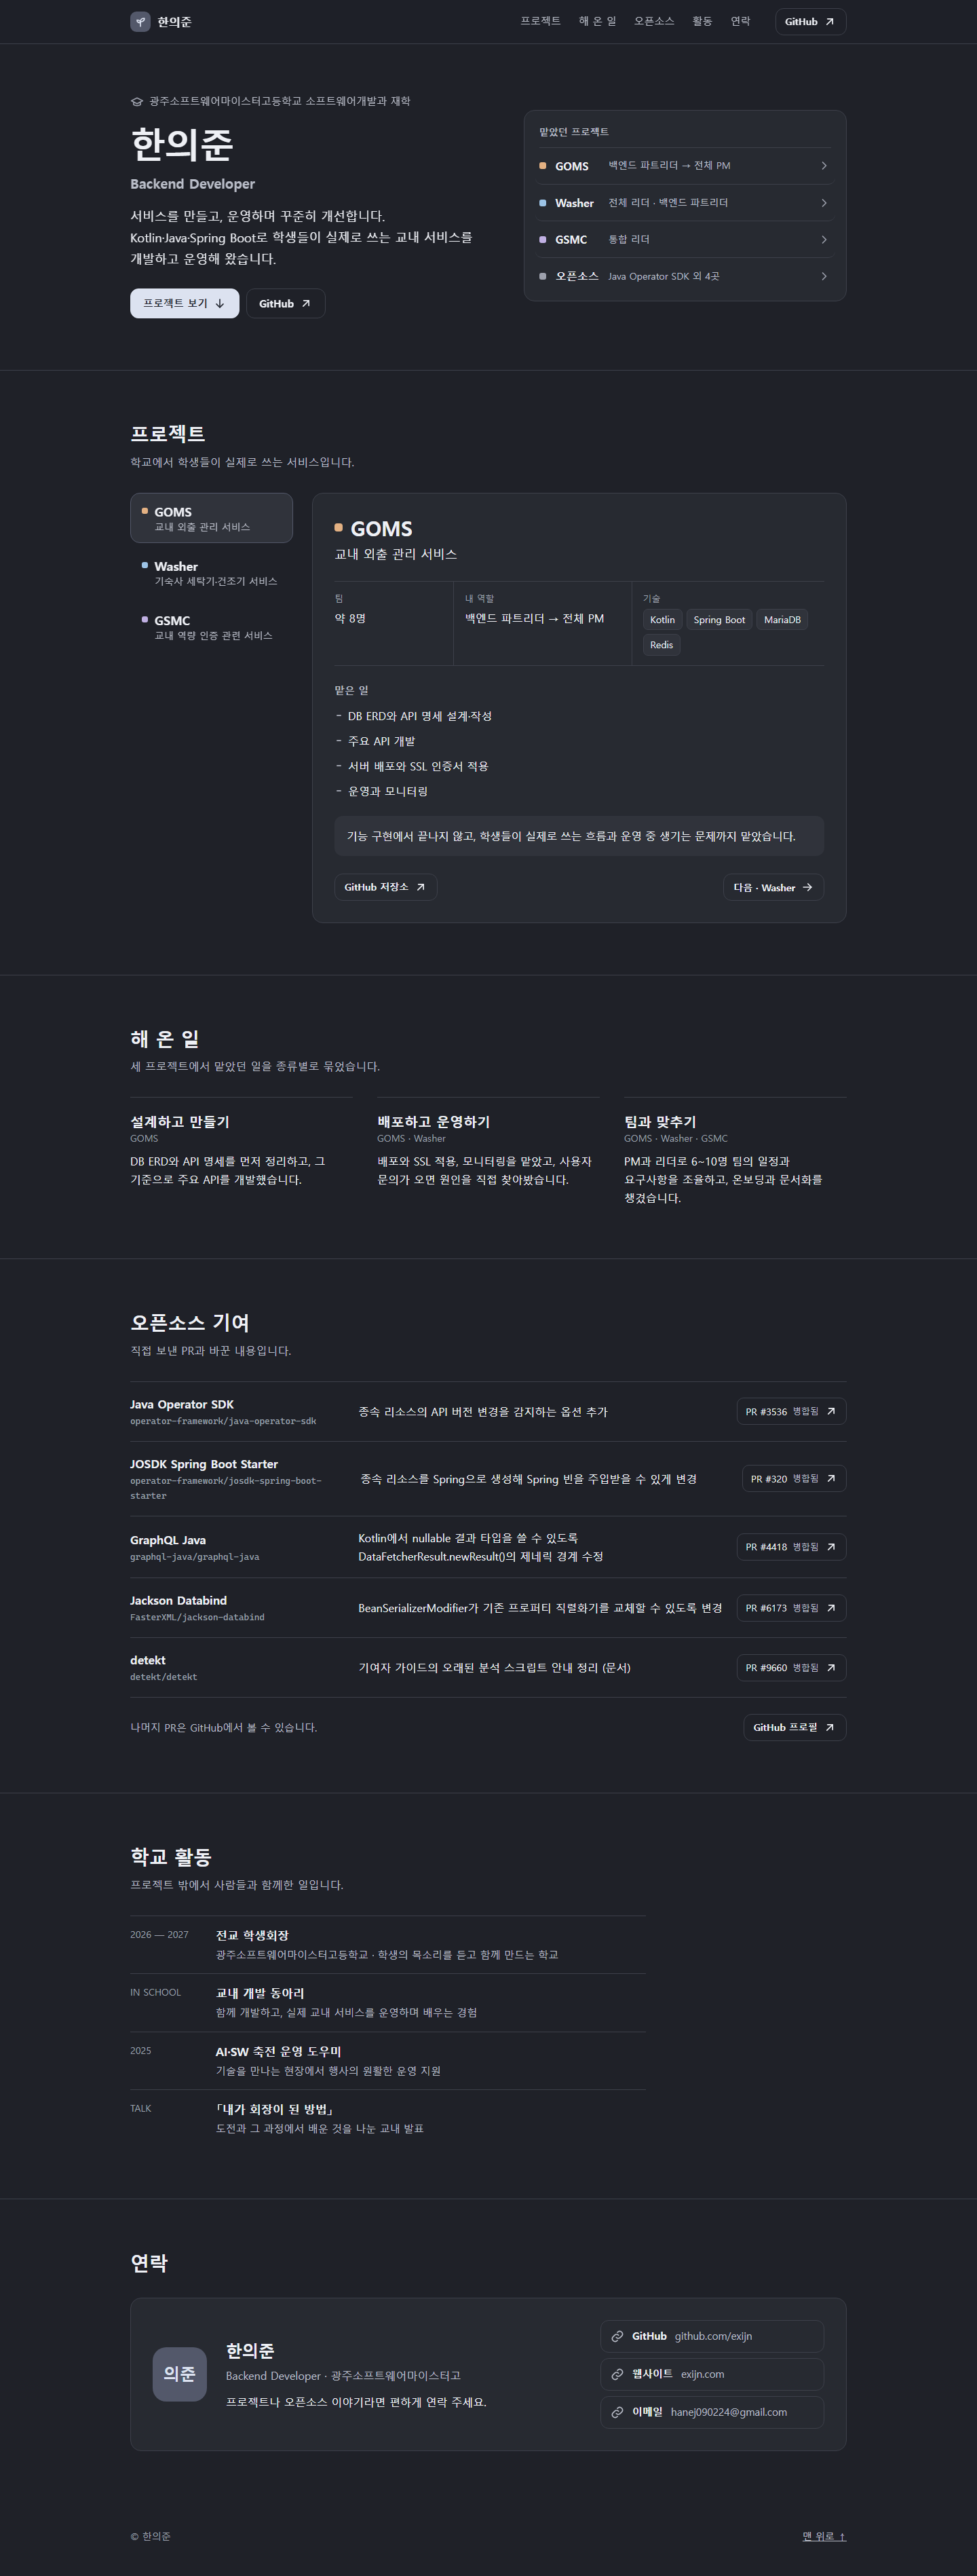 한의준
프로젝트 해 온 일 오픈소스 활동 연락 GitHub
광주소프트웨어마이스터고등학교 소프트웨어개발과 재학
한의준
Backend Developer
서비스를 만들고, 운영하며 꾸준히 개선합니다.
Kotlin·Java·Spring Boot로 학생들이 실제로 쓰는 교내 서비스를
개발하고 운영해 왔습니다.
프로젝트 보기 ↓ GitHub
맡았던 프로젝트
GOMS 백엔드 파트리더 → 전체 PM
Washer 전체 리더 · 백엔드 파트리더
GSMC 통합 리더
오픈소스 Java Operator SDK 외 4곳
프로젝트
학교에서 학생들이 실제로 쓰는 서비스입니다.
GOMS
교내 외출 관리 서비스
Washer
기숙사 세탁기·건조기 서비스
GSMC
교내 역량 인증 관련 서비스
GOMS
교내 외출 관리 서비스
팀
약 8명
내 역할
백엔드 파트리더 → 전체 PM
기술
Kotlin Spring Boot MariaDB
Redis
맡은 일
- DB ERD와 API 명세 설계·작성
- 주요 API 개발
- 서버 배포와 SSL 인증서 적용
- 운영과 모니터링
기능 구현에서 끝나지 않고, 학생들이 실제로 쓰는 흐름과 운영 중 생기는 문제까지 맡았습니다.
GitHub 저장소
다음 · Washer →
해 온 일
세 프로젝트에서 맡았던 일을 종류별로 묶었습니다.
설계하고 만들기
GOMS
DB ERD와 API 명세를 먼저 정리하고, 그
기준으로 주요 API를 개발했습니다.
배포하고 운영하기
GOMS · Washer
배포와 SSL 적용, 모니터링을 맡았고, 사용자
문의가 오면 원인을 직접 찾아봤습니다.
팀과 맞추기
GOMS · Washer · GSMC
PM과 리더로 6~10명 팀의 일정과
요구사항을 조율하고, 온보딩과 문서화를
챙겼습니다.
오픈소스 기여
직접 보낸 PR과 바꾼 내용입니다.
Java Operator SDK
operator-framework/java-operator-sdk
종속 리소스의 API 버전 변경을 감지하는 옵션 추가
PR #3536 병합됨
JOSDK Spring Boot Starter
operator-framework/josdk-spring-boot-
starter
종속 리소스를 Spring으로 생성해 Spring 빈을 주입받을 수 있게 변경
PR #320 병합됨
GraphQL Java
graphql-java/graphql-java
Kotlin에서 nullable 결과 타입을 쓸 수 있도록
DataFetcherResult.newResult()의 제네릭 경계 수정
PR #4418 병합됨
Jackson Databind
FasterXML/jackson-databind
BeanSerializerModifier가 기존 프로퍼티 직렬화기를 교체할 수 있도록 변경
PR #6173 병합됨
detekt
detekt/detekt
기여자 가이드의 오래된 분석 스크립트 안내 정리 (문서)
PR #9660 병합됨
나머지 PR은 GitHub에서 볼 수 있습니다.
GitHub 프로필
학교 활동
프로젝트 밖에서 사람들과 함께한 일입니다.
2026 — 2027
전교 학생회장
광주소프트웨어마이스터고등학교 · 학생의 목소리를 듣고 함께 만드는 학교
IN SCHOOL
교내 개발 동아리
함께 개발하고, 실제 교내 서비스를 운영하며 배우는 경험
2025
AI·SW 축전 운영 도우미
기술을 만나는 현장에서 행사의 원활한 운영 지원
TALK
「내가 회장이 된 방법」
도전과 그 과정에서 배운 것을 나눈 교내 발표
연락
의준
한의준
Backend Developer · 광주소프트웨어마이스터고
프로젝트나 오픈소스 이야기라면 편하게 연락 주세요.
GitHub github.com/exijn
웹사이트 exijn.com
이메일 hanej090224@gmail.com
© 한의준
맨 위로 ↑